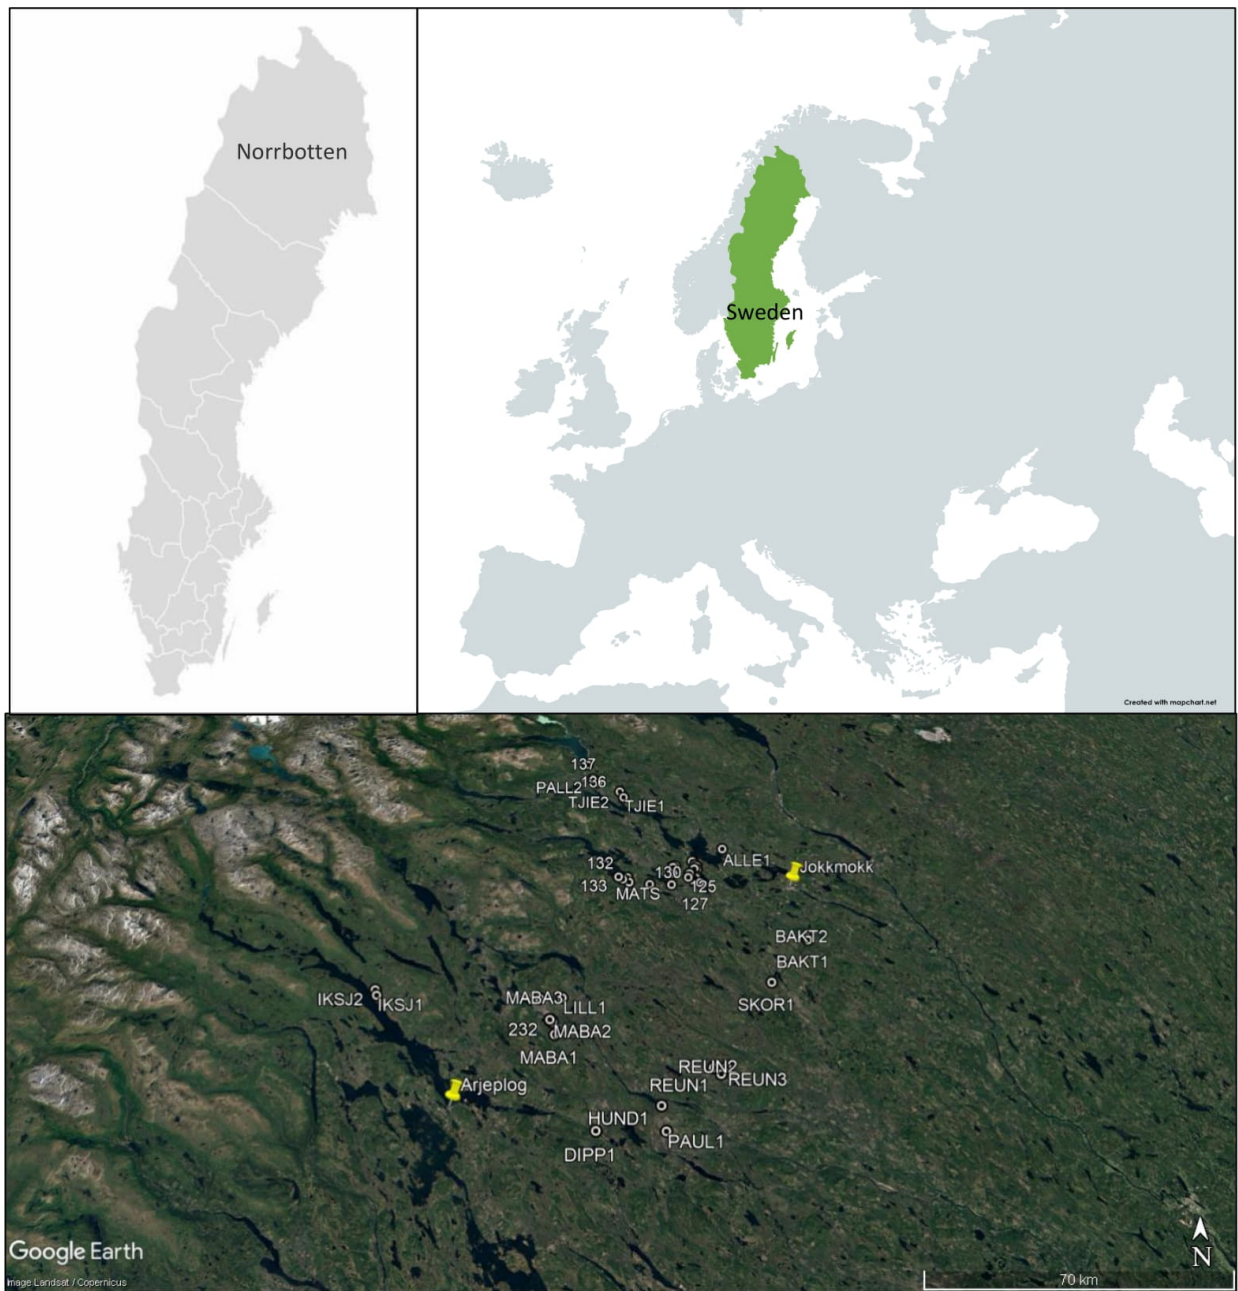 Norrbotten
Sweden
Created with mapchart.net
137
136
PALL2
TJIE2
TJIE1
ALLE1
132
130
Jokkmokk
133
MATS
125
127
BAKT2
BAKT1
SKOR1
IKSJ2
IKSJ1
MABA3
LILL1
232
MABA2
MABA1
REUN2
REUN3
REUN1
Arjeplog
HUND1
PAUL1
DIPP1
Google Earth
Image Landsat / Copernicus
N
70 km